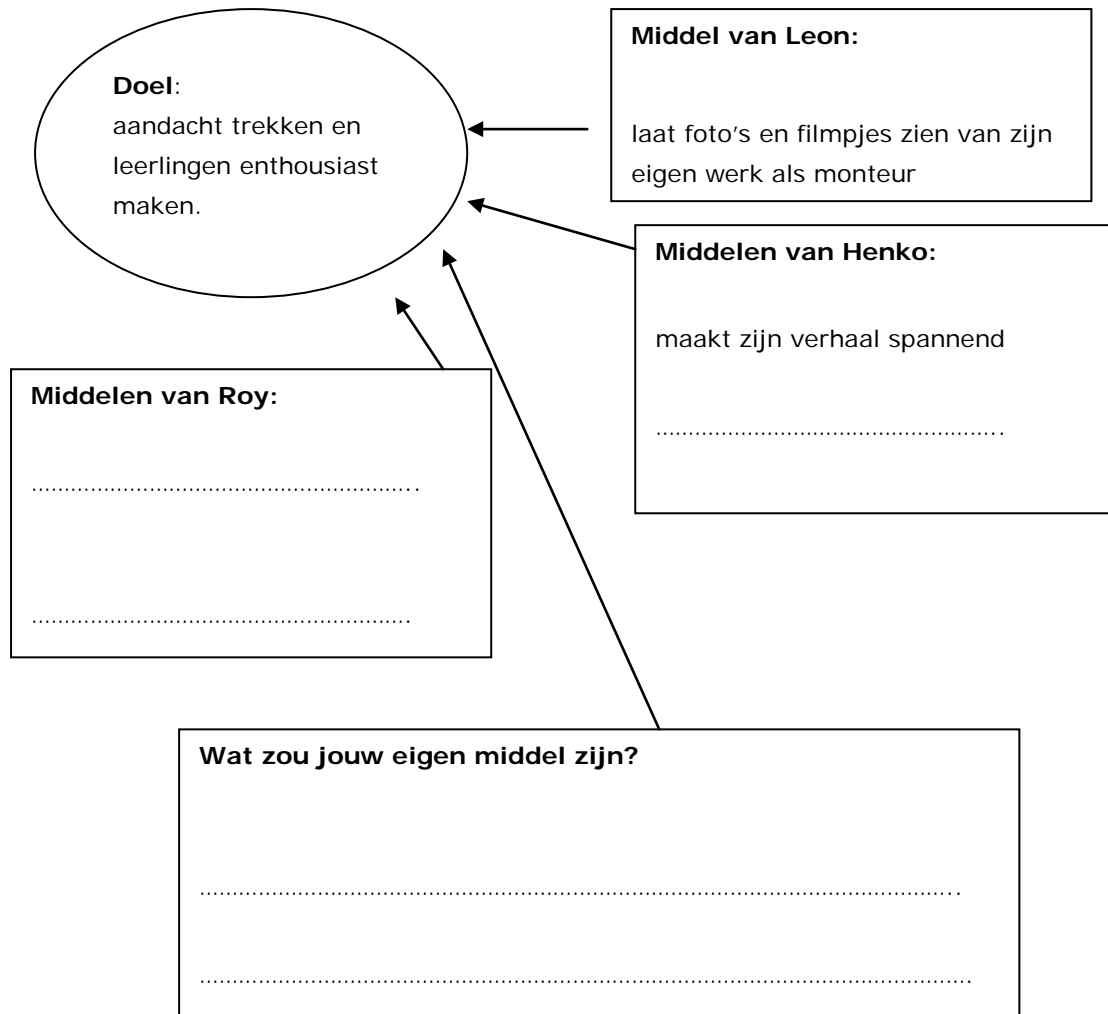 Doel:
aandacht trekken en
leerlingen enthousiast
maken.
Middel van Leon:
laat foto's en filmpjes zien van zijn
eigen werk als monteur
Middelen van Henko:
maakt zijn verhaal spannend
……………………………………………..
Middelen van Roy:
…………………………………………………..
………………………………………………….
Wat zou jouw eigen middel zijn?
……………………………………………………………………………………………………..
……………………………………………………………………………………………………….